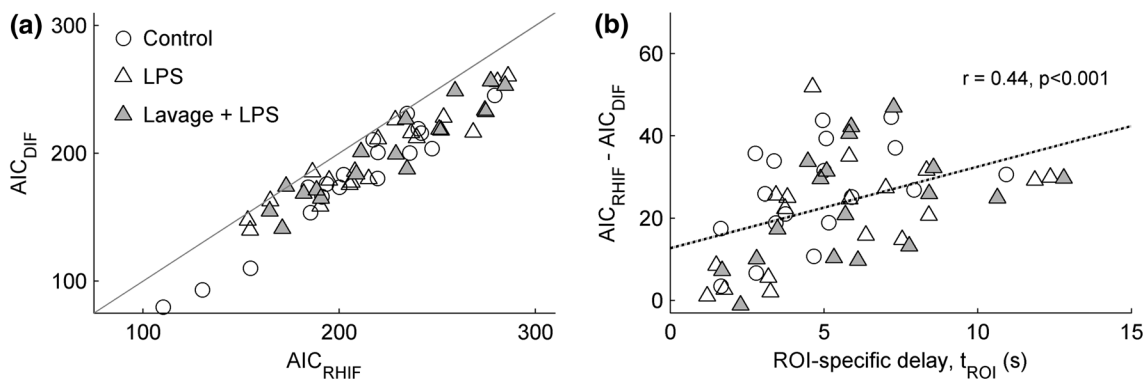 (a)
300
200
100
AIC_DIF
Control
LPS
Lavage + LPS
100 200 300
AIC_RHIF
(b)
60
40
20
0
AIC_RHIF - AIC_DIF
r = 0.44, p<0.001
0 5 10 15
ROI-specific delay, t_ROI (s)